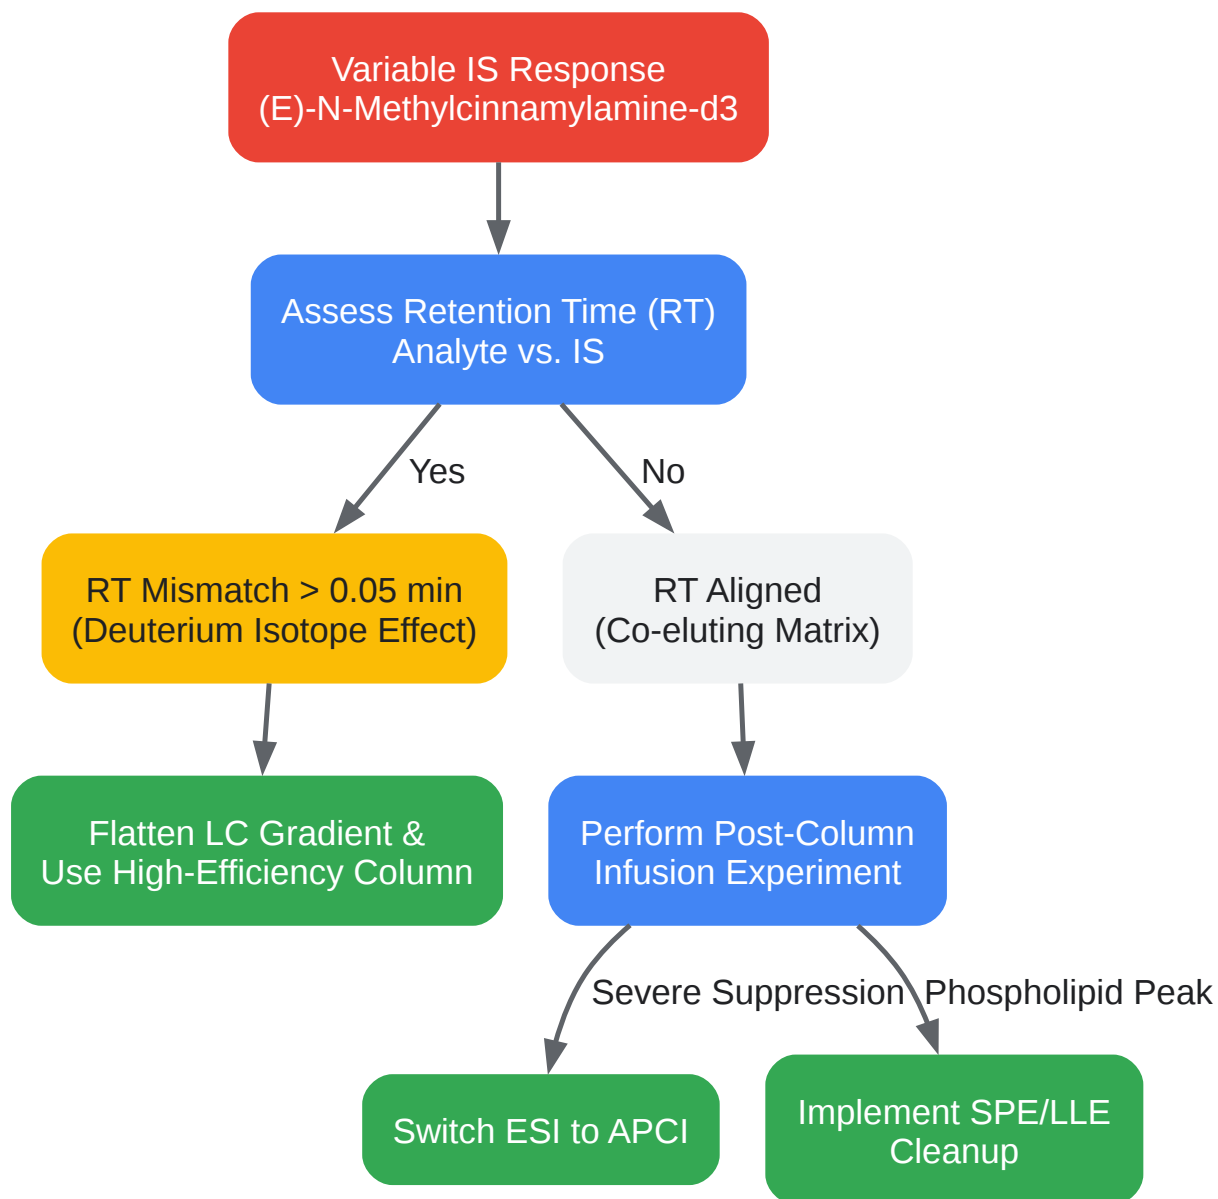 Variable IS Response
(E)-N-Methylcinnamylamine-d3
Assess Retention Time (RT)
Analyte vs. IS
Yes
No
RT Mismatch > 0.05 min
(Deuterium Isotope Effect)
RT Aligned
(Co-eluting Matrix)
Flatten LC Gradient &
Use High-Efficiency Column
Perform Post-Column
Infusion Experiment
Severe Suppression
Phospholipid Peak
Switch ESI to APCI
Implement SPE/LLE
Cleanup